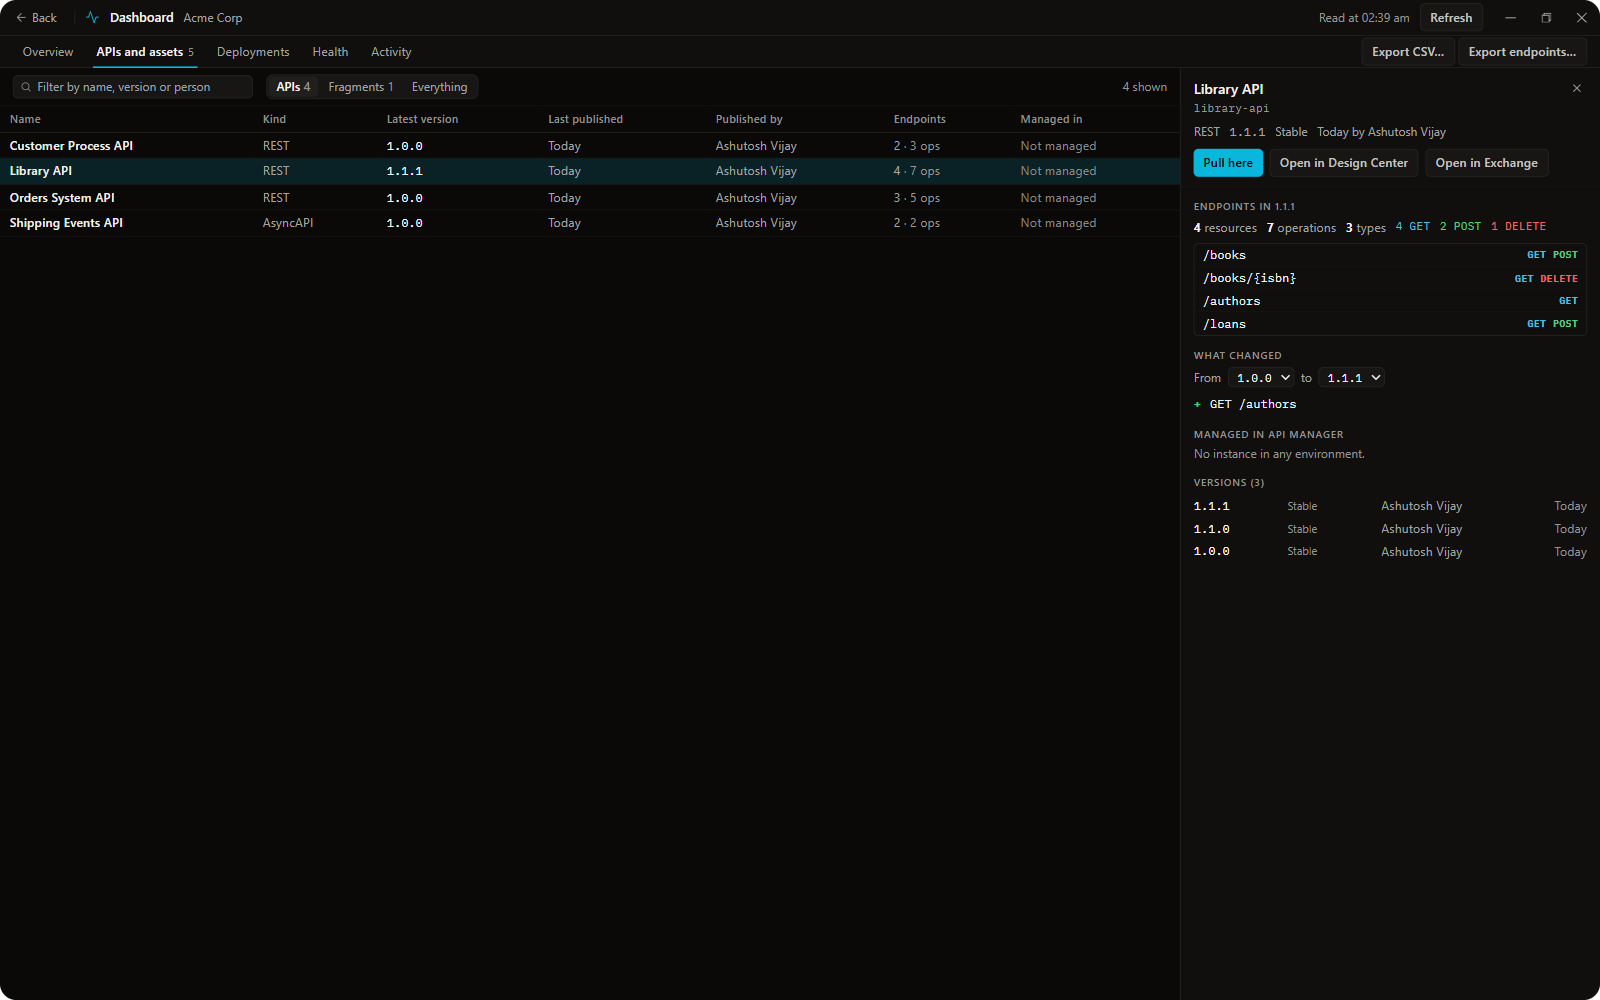 Back Dashboard Acme Corp Read at 02:39 am Refresh
Overview APIs and assets 5 Deployments Health Activity Export CSV... Export endpoints...
Filter by name, version or person APIs 4 Fragments 1 Everything 4 shown
Name Kind Latest version Last published Published by Endpoints Managed in
Customer Process API REST 1.0.0 Today Ashutosh Vijay 2 · 3 ops Not managed
Library API REST 1.1.1 Today Ashutosh Vijay 4 · 7 ops Not managed
Orders System API REST 1.0.0 Today Ashutosh Vijay 3 · 5 ops Not managed
Shipping Events API AsyncAPI 1.0.0 Today Ashutosh Vijay 2 · 2 ops Not managed
Library API
library-api
REST 1.1.1 Stable Today by Ashutosh Vijay
Pull here Open in Design Center Open in Exchange
ENDPOINTS IN 1.1.1
4 resources 7 operations 3 types 4 GET 2 POST 1 DELETE
/books GET POST
/books/{isbn} GET DELETE
/authors GET
/loans GET POST
WHAT CHANGED
From 1.0.0 to 1.1.1
+ GET /authors
MANAGED IN API MANAGER
No instance in any environment.
VERSIONS (3)
1.1.1 Stable Ashutosh Vijay Today
1.1.0 Stable Ashutosh Vijay Today
1.0.0 Stable Ashutosh Vijay Today